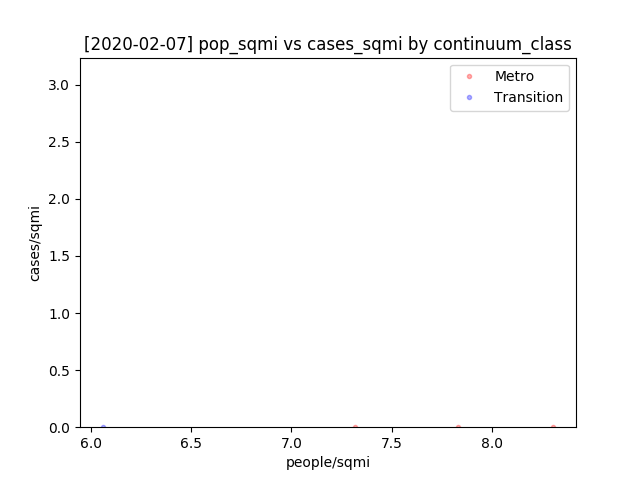 [2020-02-07] pop_sqmi vs cases_sqmi by continuum_class
Metro
Transition
3.0
2.5
2.0
1.5
1.0
0.5
0.0
cases/sqmi
6.0 6.5 7.0 7.5 8.0
people/sqmi